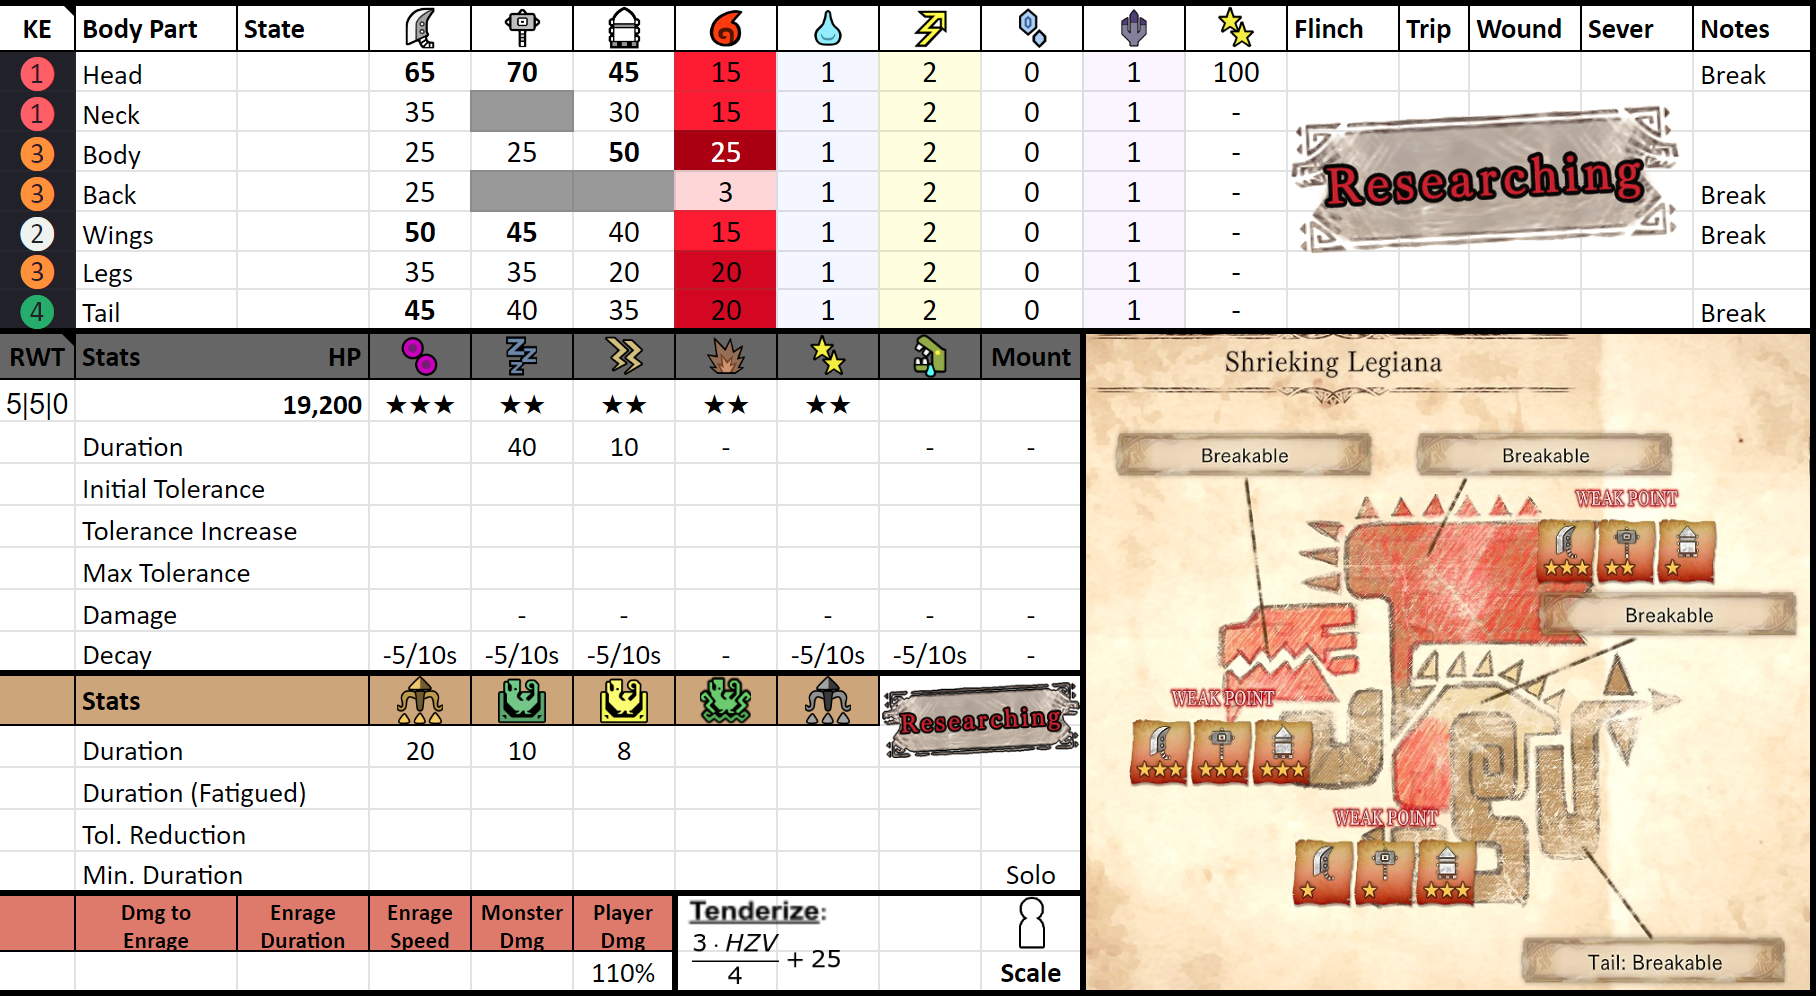 KE Body Part State Flinch Trip Wound Sever Notes
1 Head 65 70 45 15 1 2 0 1 100 Break
1 Neck 35 30 15 1 2 0 1 -
3 Body 25 25 50 25 1 2 0 1 -
3 Back 25 3 1 2 0 1 - Break
2 Wings 50 45 40 15 1 2 0 1 - Break
3 Legs 35 35 20 20 1 2 0 1 -
4 Tail 45 40 35 20 1 2 0 1 - Break
Researching
RWT Stats HP Mount
5|5|0 19,200 ★★★ ★★ ★★ ★★ ★★
Duration 40 10 - - -
Initial Tolerance
Tolerance Increase
Max Tolerance
Damage - - - - -
Decay -5/10s -5/10s -5/10s - -5/10s -5/10s -
Stats
Researching
Duration 20 10 8
Duration (Fatigued)
Tol. Reduction
Min. Duration Solo
Dmg to Enrage Enrage Duration Enrage Speed Monster Dmg Player Dmg
110%
Tenderize:
3 · HZV
4
+ 25
Scale
Shrieking Legiana
Breakable
Breakable
WEAK POINT
Breakable
WEAK POINT
WEAK POINT
Tail: Breakable